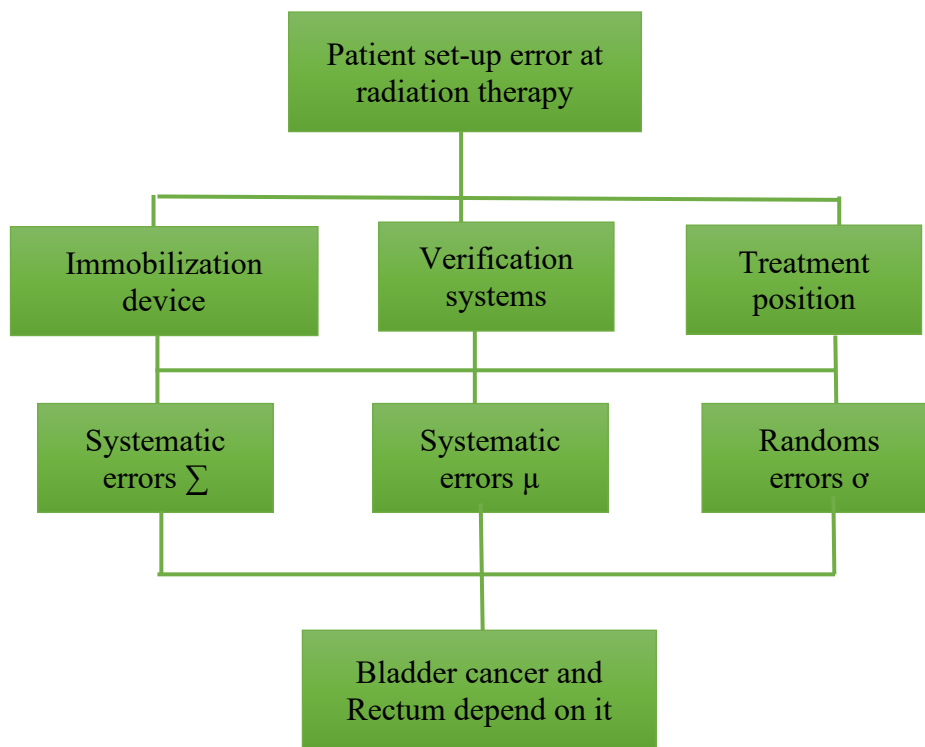 Patient set-up error at
radiation therapy
Immobilization
device
Verification
systems
Treatment
position
Systematic
errors ∑
Systematic
errors μ
Randoms
errors σ
Bladder cancer and
Rectum depend on it